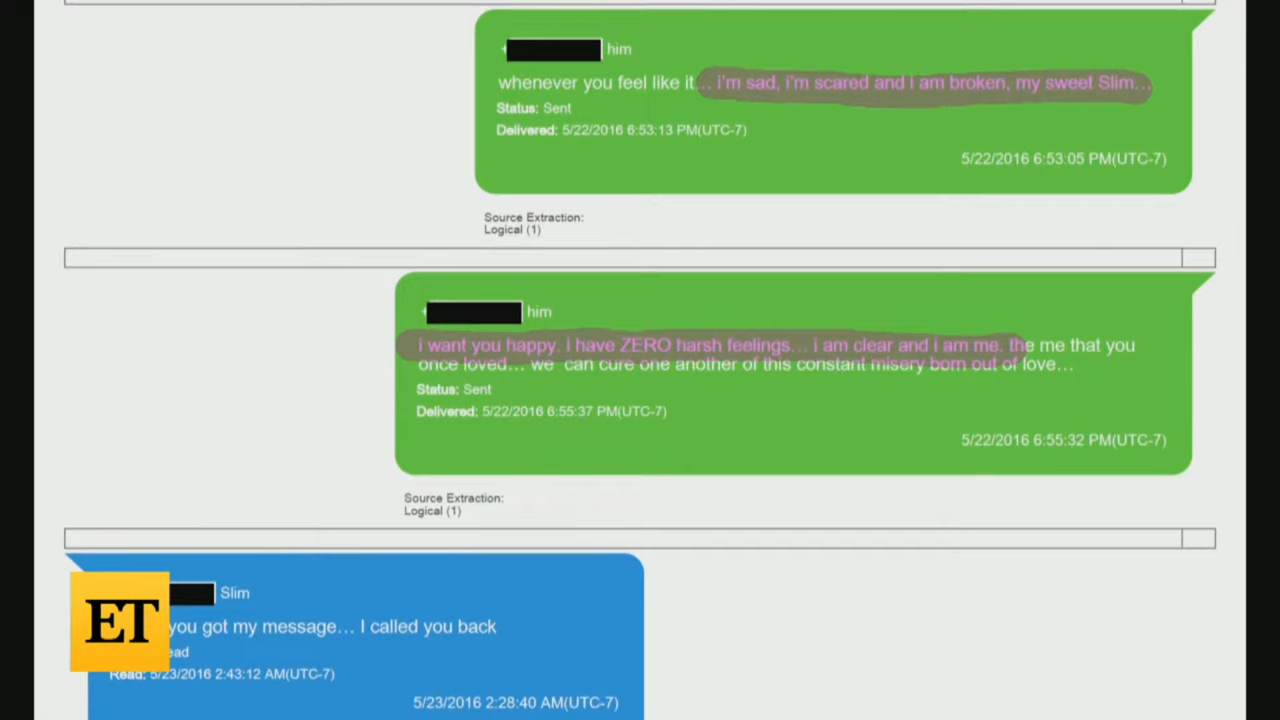 him
whenever you feel like it... i'm sad, i'm scared and i am broken, my sweet Slim...
Status: Sent
Delivered: 5/22/2016 6:53:13 PM(UTC-7)
5/22/2016 6:53:05 PM(UTC-7)
Source Extraction:
Logical (1)
him
i want you happy. i have ZERO harsh feelings... i am clear and i am me. the me that you
once loved... we can cure one another of this constant misery born out of love...
Status: Sent
Delivered: 5/22/2016 6:55:37 PM(UTC-7)
5/22/2016 6:55:32 PM(UTC-7)
Source Extraction:
Logical (1)
Slim
you got my message... I called you back
Read: 5/23/2016 2:43:12 AM(UTC-7)
5/23/2016 2:28:40 AM(UTC-7)
ET